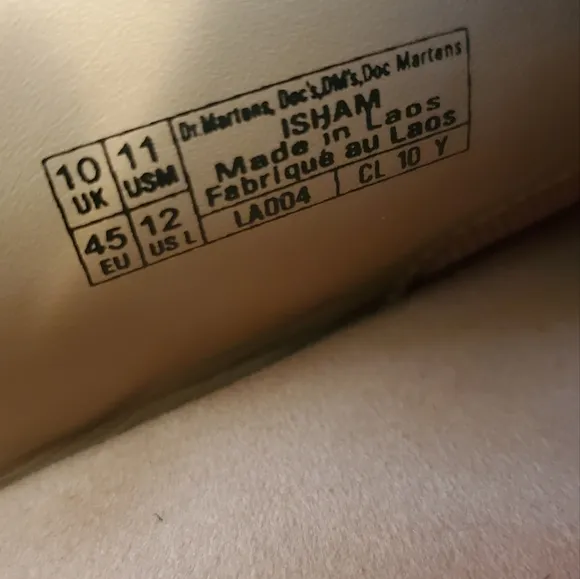 10 UK
11 USM
45 EU
12 US L
Dr.Martens, Doc's,DM's,Doc Martens
ISHAM
Made in Laos
Fabriqué au Laos
LA004
CL 10 Y